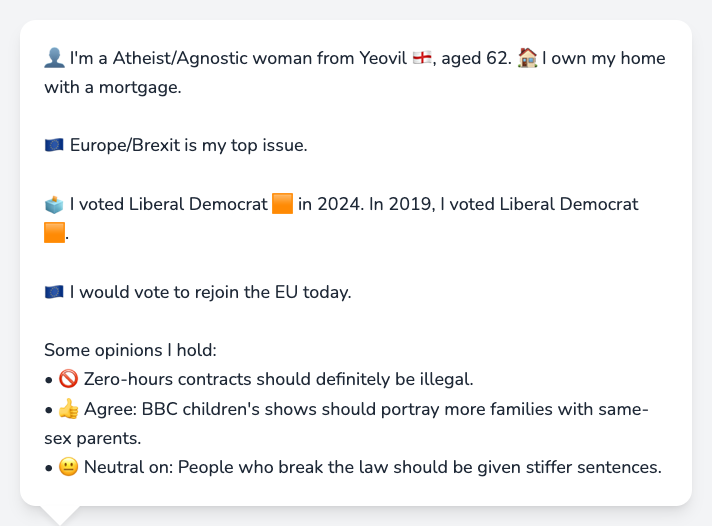 👤 I'm a Atheist/Agnostic woman from Yeovil 🏴󠁧󠁢󠁥󠁮󠁧󠁿, aged 62. 🏠 I own my home
with a mortgage.
🇪🇺 Europe/Brexit is my top issue.
🗳️ I voted Liberal Democrat 🟧 in 2024. In 2019, I voted Liberal Democrat
🟧.
🇪🇺 I would vote to rejoin the EU today.
Some opinions I hold:
• 🚫 Zero-hours contracts should definitely be illegal.
• 👍 Agree: BBC children's shows should portray more families with same-
sex parents.
• 😐 Neutral on: People who break the law should be given stiffer sentences.